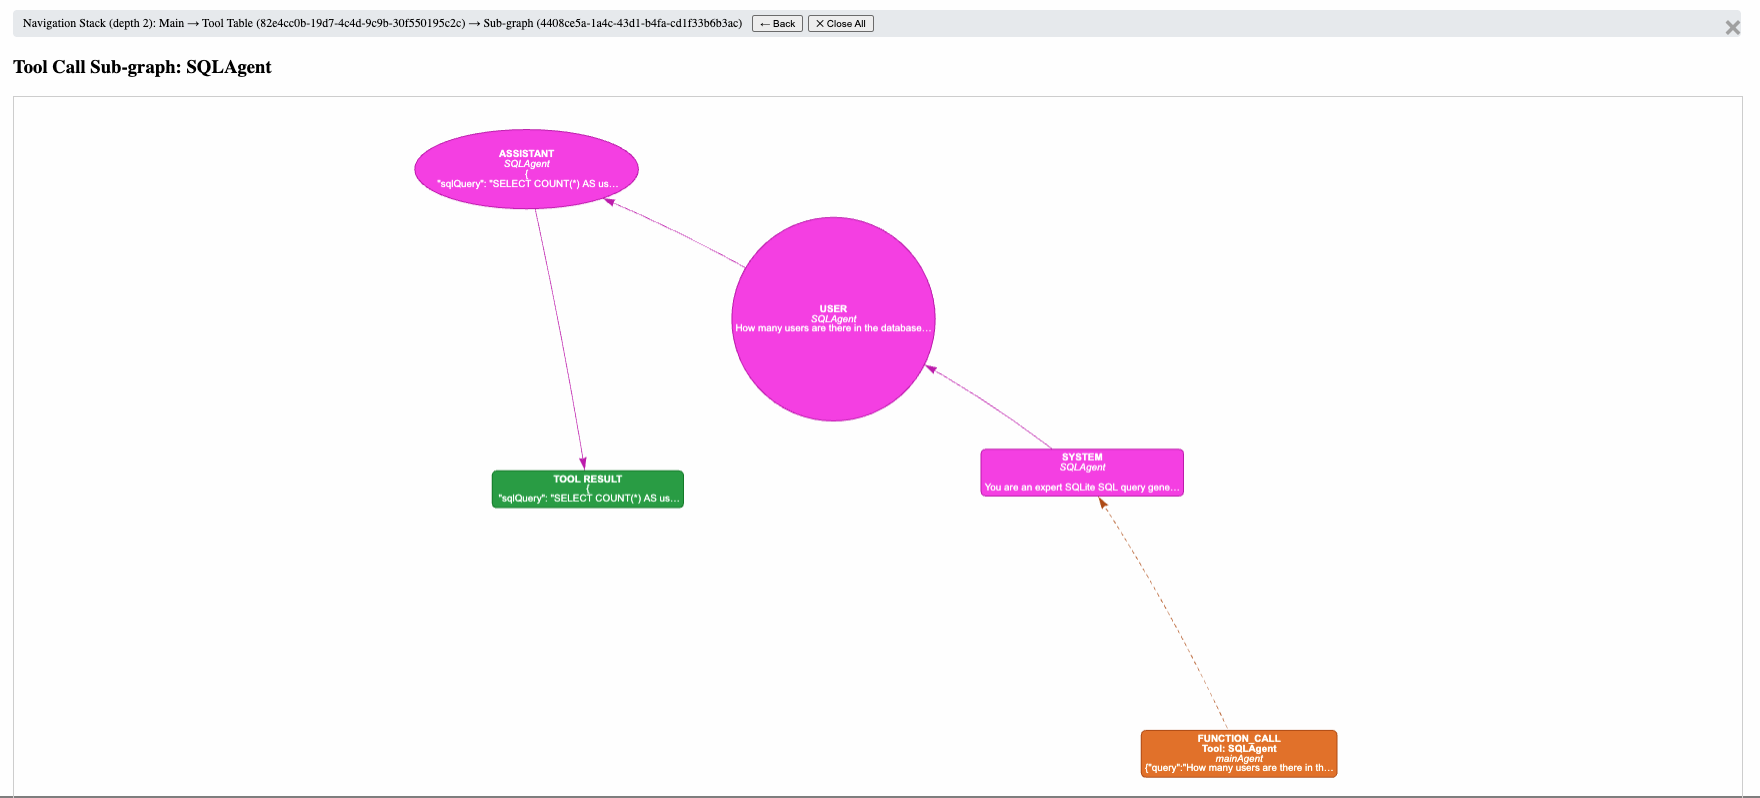 Navigation Stack (depth 2): Main → Tool Table (82e4cc0b-19d7-4c4d-9c9b-30f550195c2c) → Sub-graph (4408ce5a-1a4c-43d1-b4fa-cd1f33b6b3ac) ← Back ✕ Close All
Tool Call Sub-graph: SQLAgent
ASSISTANT
SQLAgent
{
"sqlQuery": "SELECT COUNT(*) AS us...
USER
SQLAgent
How many users are there in the database...
SYSTEM
SQLAgent
You are an expert SQLite SQL query gene...
TOOL RESULT
{
"sqlQuery": "SELECT COUNT(*) AS us...
FUNCTION_CALL
Tool: SQLAgent
mainAgent
{"query":"How many users are there in th...